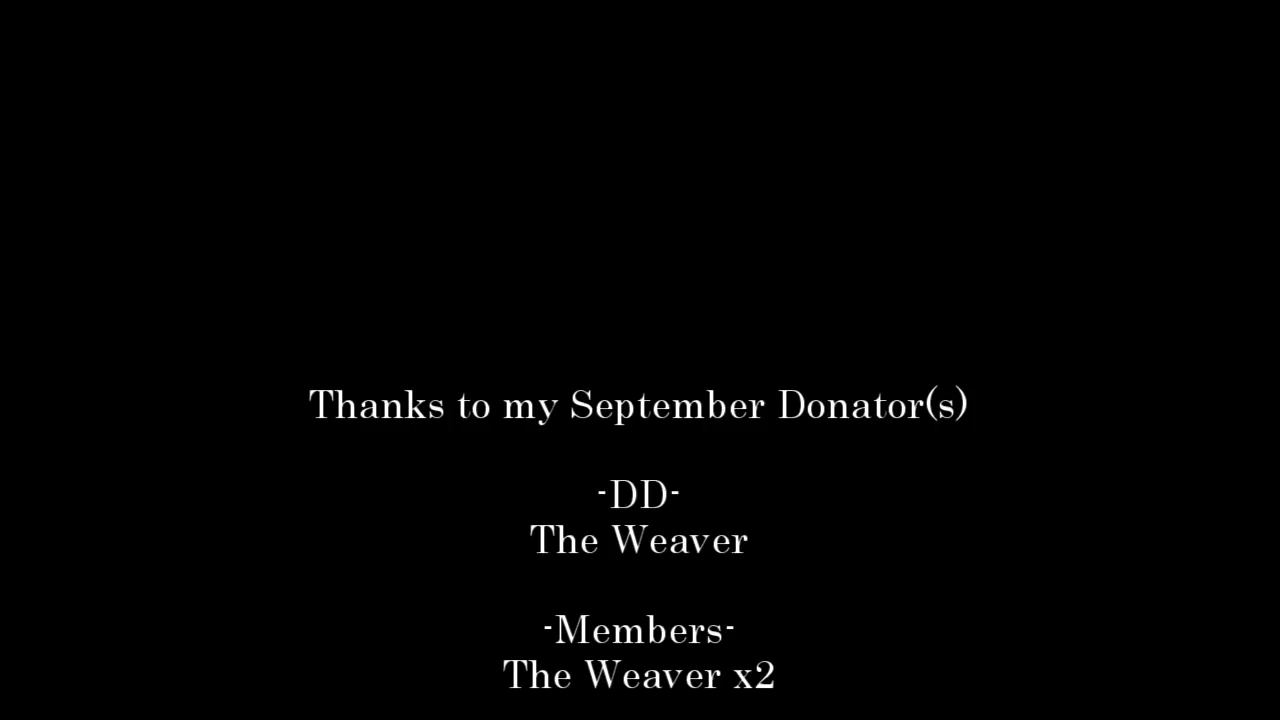 Thanks to my September Donator(s)
-DD-
The Weaver
-Members-
The Weaver x2